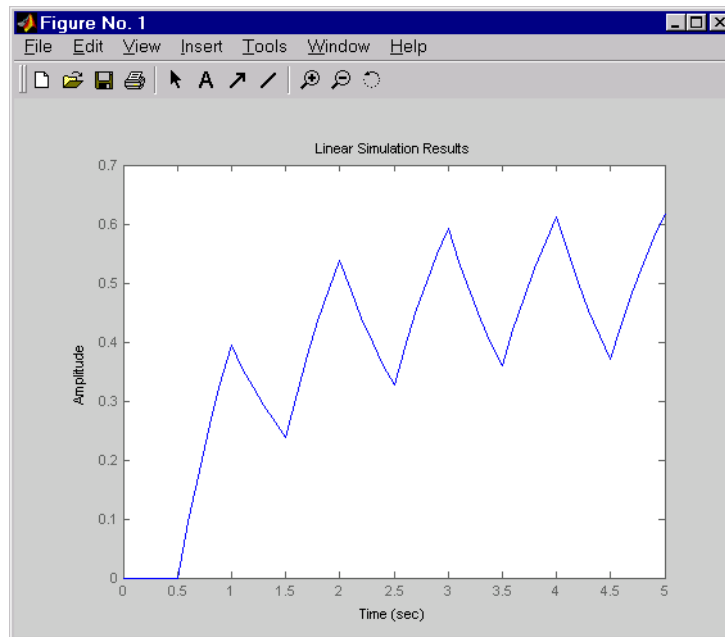 Figure No. 1
File Edit View Insert Tools Window Help
A
Linear Simulation Results
0.7
0.6
0.5
0.4
0.3
0.2
0.1
0
Amplitude
0 0.5 1 1.5 2 2.5 3 3.5 4 4.5 5
Time (sec)